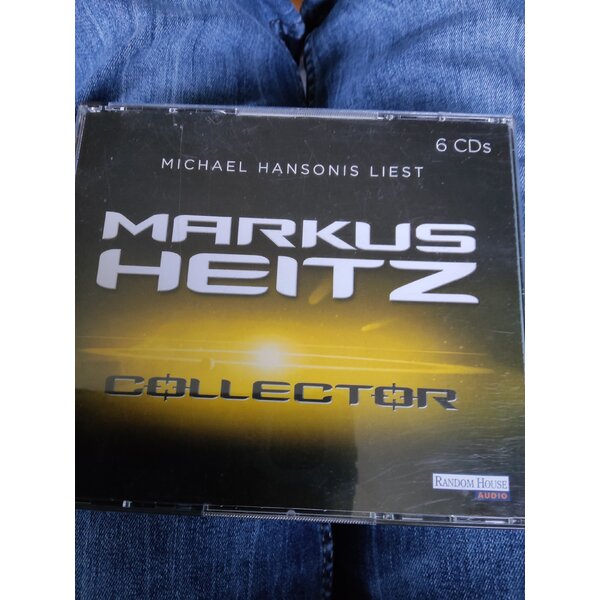 6 CDs
MICHAEL HANSONIS LIEST
MARKUS
HEITZ
COLLECTOR
RANDOM HOUSE
AUDIO